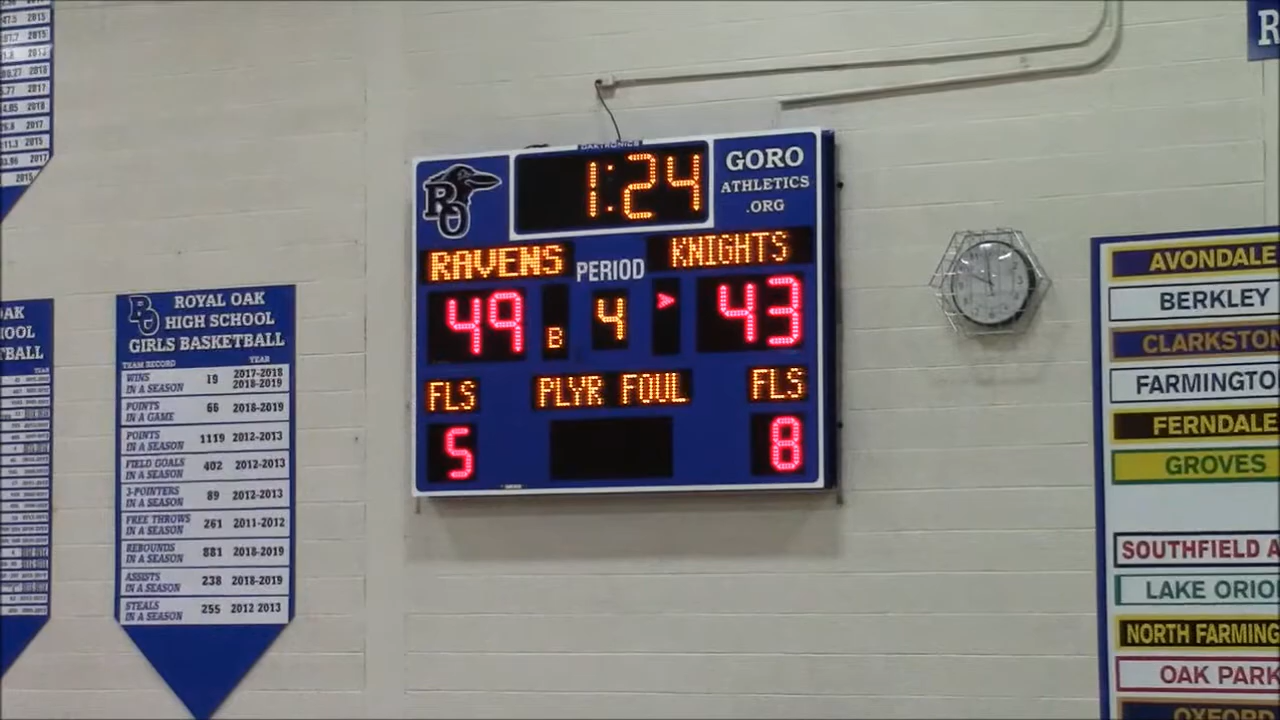 DAKTRONICS
1:24
GORO
ATHLETICS
.ORG
RO
RAVENS
PERIOD
KNIGHTS
49
B
4
>
43
FLS
PLYR FOUL
FLS
5
8
RO
ROYAL OAK
HIGH SCHOOL
GIRLS BASKETBALL
TEAM RECORD YEAR
WINS IN A SEASON 19 2017-2018 2018-2019
POINTS IN A GAME 66 2018-2019
POINTS IN A SEASON 1119 2012-2013
FIELD GOALS IN A SEASON 402 2012-2013
3-POINTERS IN A SEASON 89 2012-2013
FREE THROWS IN A SEASON 261 2011-2012
REBOUNDS IN A SEASON 881 2018-2019
ASSISTS IN A SEASON 238 2018-2019
STEALS IN A SEASON 255 2012 2013
AVONDALE
BERKLEY
CLARKSTON
FARMINGTO
FERNDALE
GROVES
SOUTHFIELD A
LAKE ORIO
NORTH FARMING
OAK PARK
OXFORD